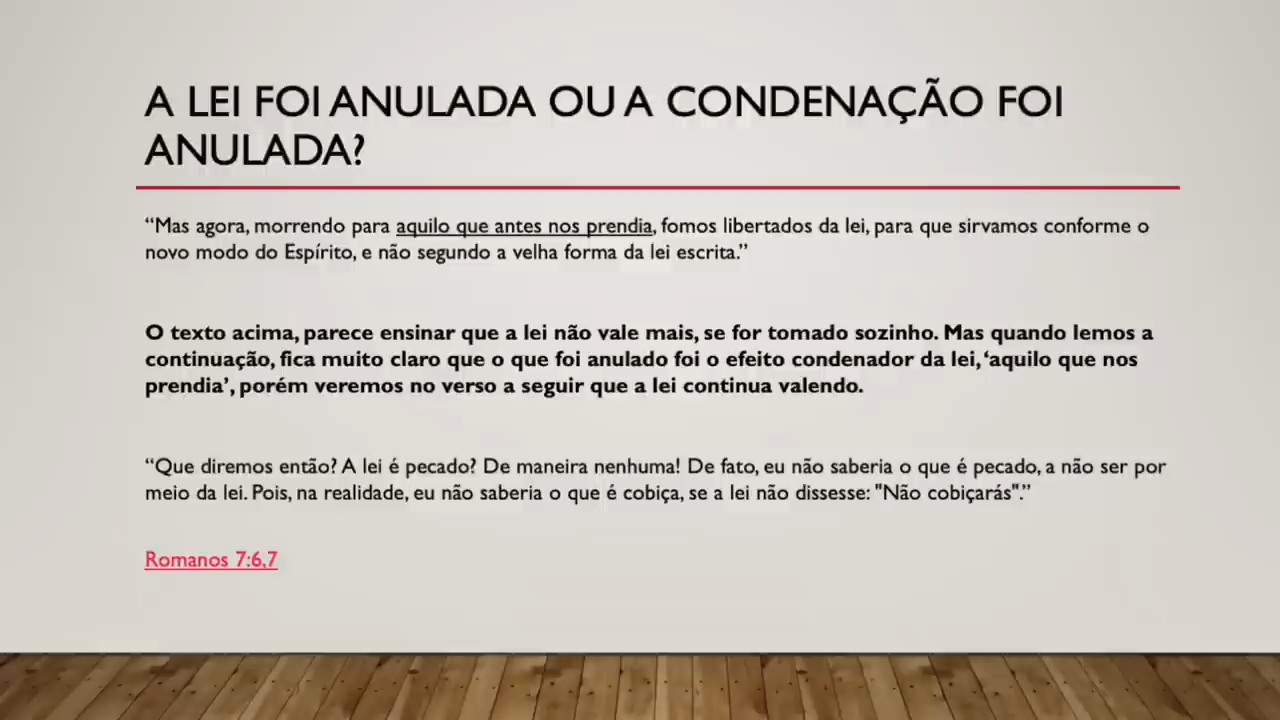 A LEI FOI ANULADA OU A CONDENAÇÃO FOI
ANULADA?
“Mas agora, morrendo para aquilo que antes nos prendia, fomos libertados da lei, para que sirvamos conforme o
novo modo do Espírito, e não segundo a velha forma da lei escrita.”
O texto acima, parece ensinar que a lei não vale mais, se for tomado sozinho. Mas quando lemos a
continuação, fica muito claro que o que foi anulado foi o efeito condenador da lei, ‘aquilo que nos
prendia’, porém veremos no verso a seguir que a lei continua valendo.
“Que diremos então? A lei é pecado? De maneira nenhuma! De fato, eu não saberia o que é pecado, a não ser por
meio da lei. Pois, na realidade, eu não saberia o que é cobiça, se a lei não dissesse: "Não cobiçarás".”
Romanos 7:6,7